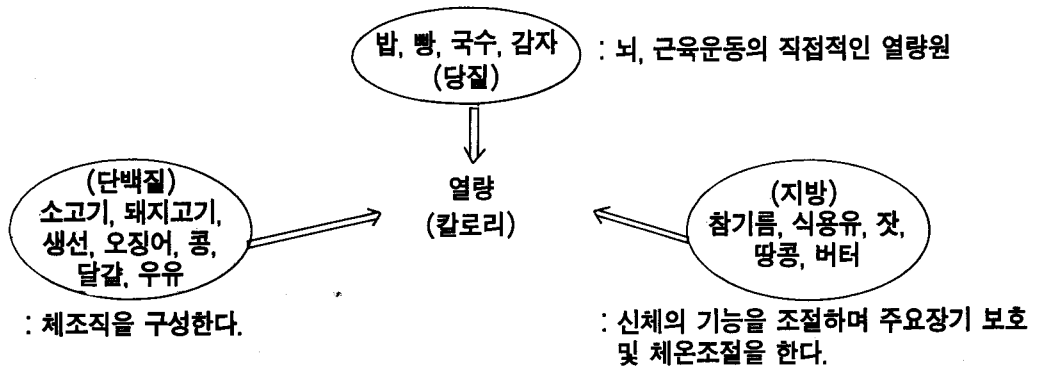 밥, 빵, 국수, 감자
(당질)
: 뇌, 근육운동의 직접적인 열량원
열량
(칼로리)
(단백질)
소고기, 돼지고기,
생선, 오징어, 콩,
달걀, 우유
: 체조직을 구성한다.
(지방)
참기름, 식용유, 잣,
땅콩, 버터
: 신체의 기능을 조절하며 주요장기 보호
및 체온조절을 한다.